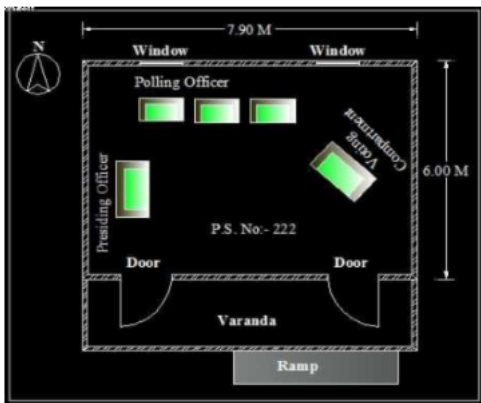 7.90 M
N
Window Window
Polling Officer
Voting
Compartment
6.00 M
Presiding Officer
P.S. No:- 222
Door Door
Varanda
Ramp